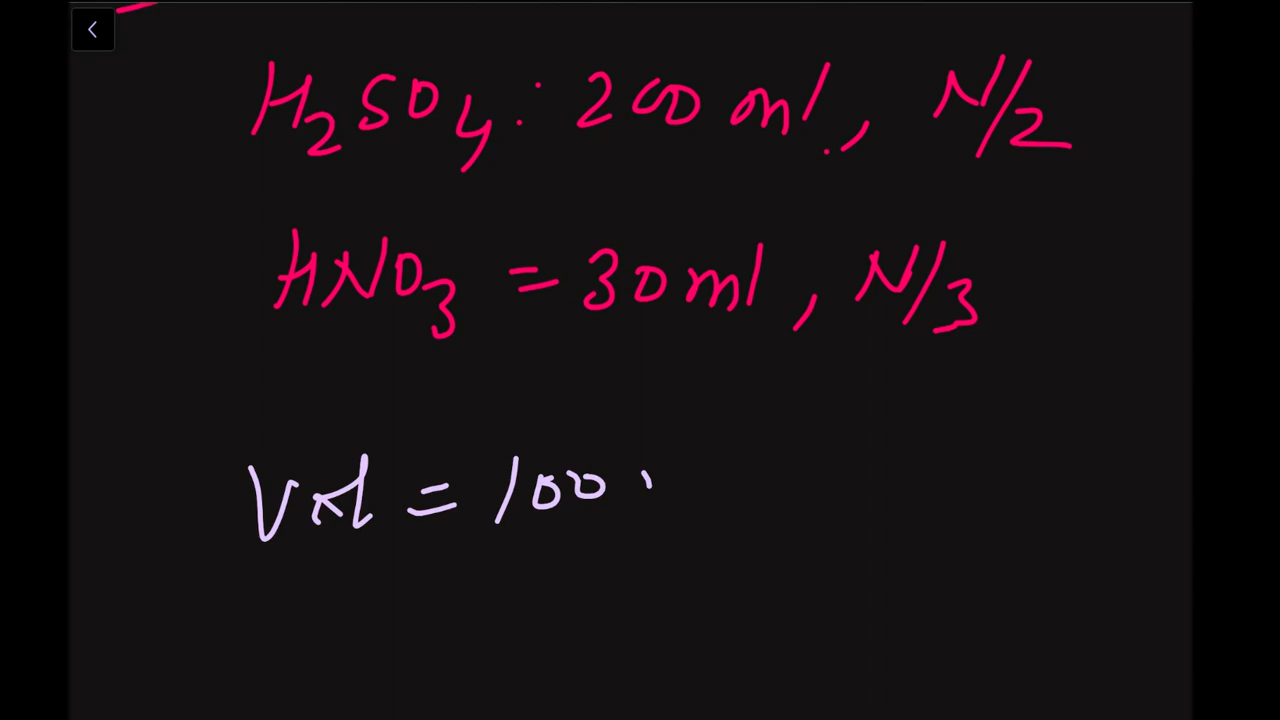 H₂SO₄ : 200 ml, N/2
HNO₃ = 30 ml, N/3
Vol = 100